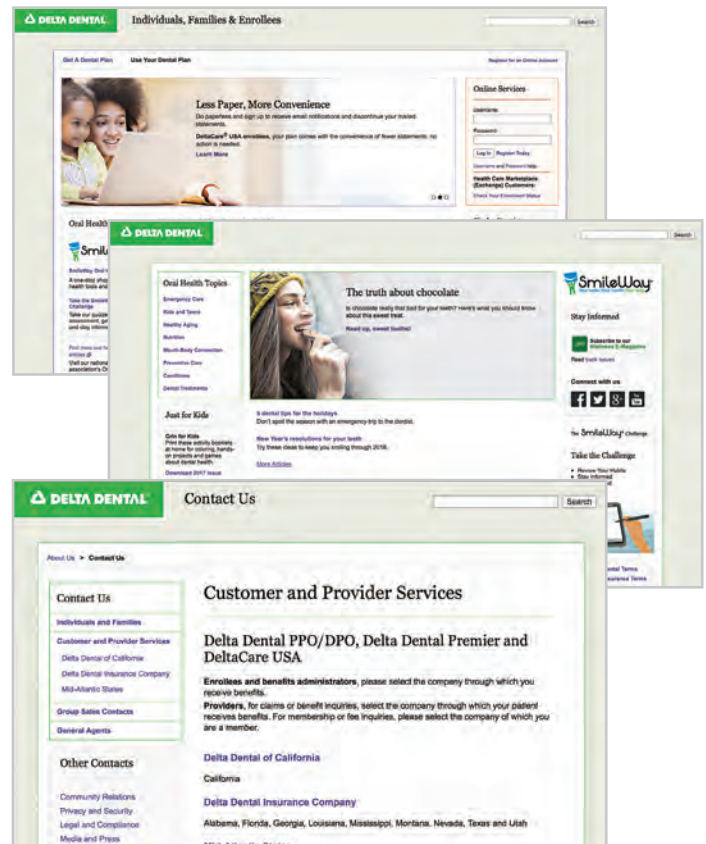 DELTA DENTAL
Individuals, Families & Enrollees
Search
Get A Dental Plan
Use Your Dental Plan
Register for an Online Account
Less Paper, More Convenience
Go paperless and sign up to receive email notifications and discontinue your mailed
statements.
DeltaCare® USA enrollees, your plan comes with the convenience of fewer statements; no
action is needed.
Learn More
Online Services
Username:
Password:
Log In
Register Today
Username and Password help
Health Care Marketplace
(Exchange) Customers:
Check Your Enrollment Status
Oral Health
DELTA DENTAL
Search
Oral Health Topics
Emergency Care
Kids and Teens
Healthy Aging
Nutrition
Mouth-Body Connection
Preventive Care
Conditions
Dental Treatments
The truth about chocolate
Is chocolate really that bad for your teeth? Here's what you should know
about this sweet treat.
Read up, sweet tooths!
SmileWay
Stay Informed
Subscribe to our
Wellness E-Magazine
Read back issues
Connect with us
The SmileWay Challenge
Take the Challenge
Review Your Habits
Stay Informed
Just for Kids
Grin for Kids
Print these activity booklets
at home for coloring, hands-
on projects and games
about dental health.
Download 2017 issue
5 dental tips for the holidays
Don't spoil the season with an emergency trip to the dentist.
New Year's resolutions for your teeth
Try these ideas to keep you smiling through 2018.
More Articles
DELTA DENTAL
Contact Us
Search
About Us > Contact Us
Contact Us
Individuals and Families
Customer and Provider Services
Delta Dental of California
Delta Dental Insurance Company
Mid-Atlantic States
Group Sales Contacts
General Agents
Other Contacts
Community Relations
Privacy and Security
Legal and Compliance
Media and Press
Customer and Provider Services
Delta Dental PPO/DPO, Delta Dental Premier and
DeltaCare USA
Enrollees and benefits administrators, please select the company through which you
receive benefits.
Providers, for claims or benefit inquiries, select the company through which your patient
receives benefits. For membership or fee inquiries, please select the company of which you
are a member.
Delta Dental of California
California
Delta Dental Insurance Company
Alabama, Florida, Georgia, Louisiana, Mississippi, Montana, Nevada, Texas and Utah